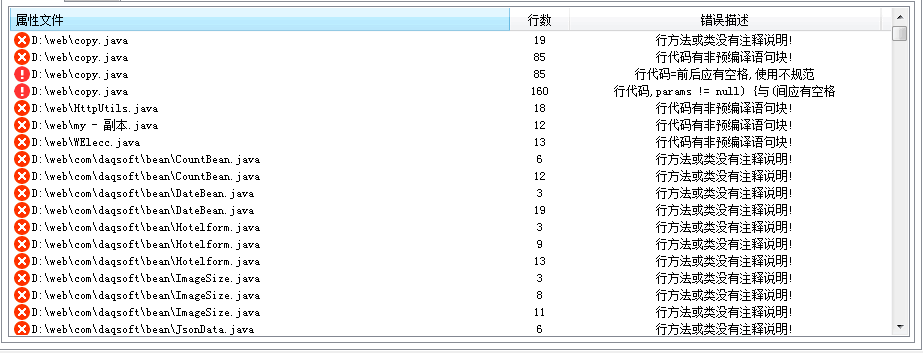 属性文件 行数 错误描述
D:\web\copy.java 19 行方法或类没有注释说明!
D:\web\copy.java 85 行代码有非预编译语句块!
D:\web\copy.java 85 行代码=前后应有空格,使用不规范
D:\web\copy.java 160 行代码,params != null) {与(间应有空格
D:\web\HttpUtils.java 18 行代码有非预编译语句块!
D:\web\my - 副本.java 12 行代码有非预编译语句块!
D:\web\WElecc.java 13 行代码有非预编译语句块!
D:\web\com\daqsoft\bean\CountBean.java 6 行方法或类没有注释说明!
D:\web\com\daqsoft\bean\CountBean.java 12 行方法或类没有注释说明!
D:\web\com\daqsoft\bean\DateBean.java 3 行方法或类没有注释说明!
D:\web\com\daqsoft\bean\DateBean.java 19 行方法或类没有注释说明!
D:\web\com\daqsoft\bean\Hotelform.java 3 行方法或类没有注释说明!
D:\web\com\daqsoft\bean\Hotelform.java 9 行方法或类没有注释说明!
D:\web\com\daqsoft\bean\Hotelform.java 13 行方法或类没有注释说明!
D:\web\com\daqsoft\bean\ImageSize.java 3 行方法或类没有注释说明!
D:\web\com\daqsoft\bean\ImageSize.java 8 行方法或类没有注释说明!
D:\web\com\daqsoft\bean\ImageSize.java 11 行方法或类没有注释说明!
D:\web\com\daqsoft\bean\JsonData.java 6 行方法或类没有注释说明!